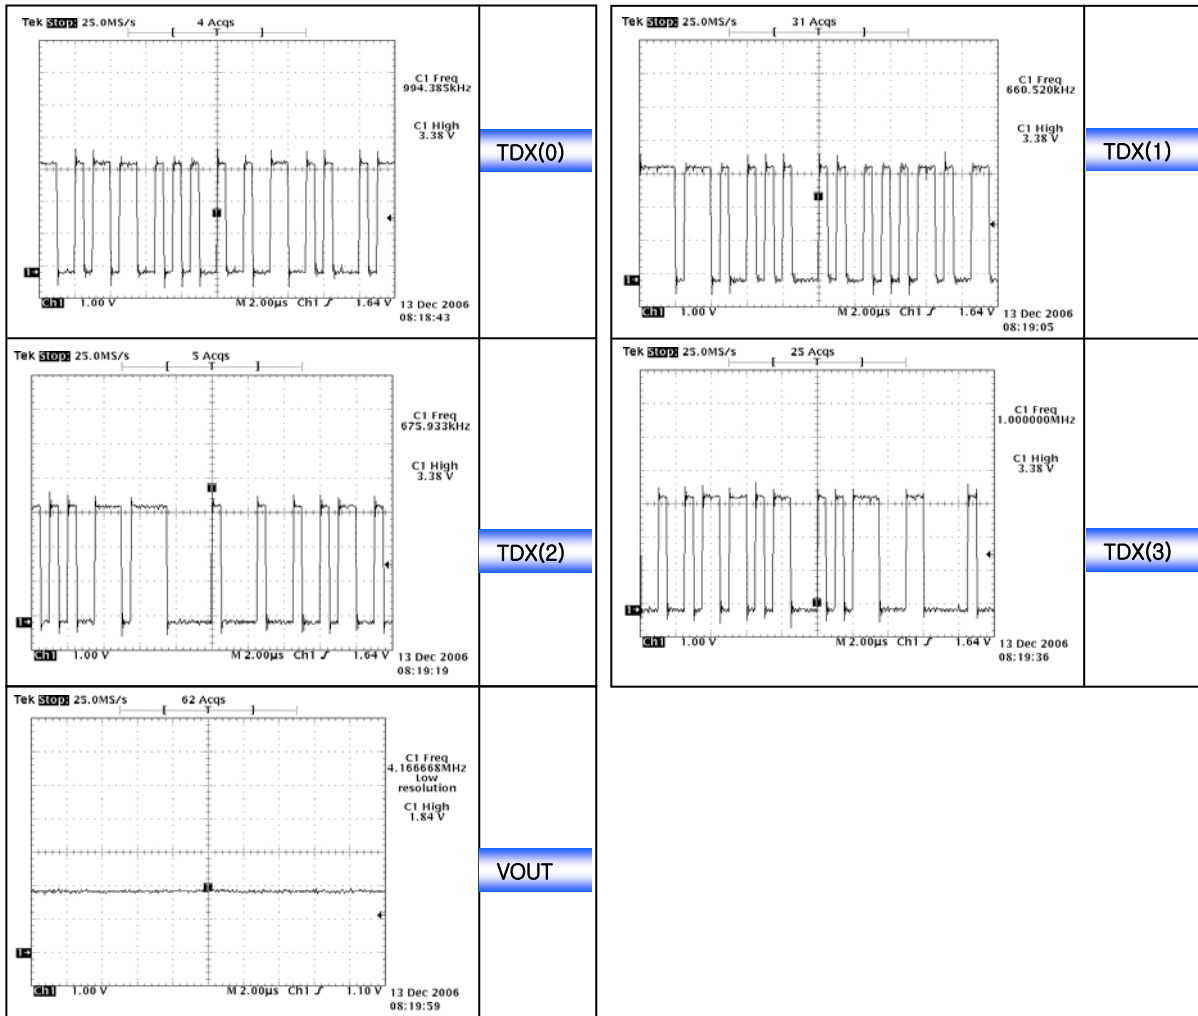 Tek Stop: 25.0MS/s 4 Acqs
C1 Freq
994.385kHz
C1 High
3.38 V
TDX(0)
1
Ch1 1.00 V M 2.00µs Ch1 1.64 V
13 Dec 2006
08:18:43
Tek Stop: 25.0MS/s 31 Acqs
C1 Freq
660.520kHz
C1 High
3.38 V
TDX(1)
1
Ch1 1.00 V M 2.00µs Ch1 1.64 V
13 Dec 2006
08:19:05
Tek Stop: 25.0MS/s 5 Acqs
C1 Freq
675.933kHz
C1 High
3.38 V
TDX(2)
1
Ch1 1.00 V M 2.00µs Ch1 1.64 V
13 Dec 2006
08:19:19
Tek Stop: 25.0MS/s 25 Acqs
C1 Freq
1.000000MHz
C1 High
3.38 V
TDX(3)
1
Ch1 1.00 V M 2.00µs Ch1 1.64 V
13 Dec 2006
08:19:36
Tek Stop: 25.0MS/s 62 Acqs
C1 Freq
4.166668MHz
Low
resolution
C1 High
1.84 V
VOUT
1
Ch1 1.00 V M 2.00µs Ch1 1.10 V
13 Dec 2006
08:19:59